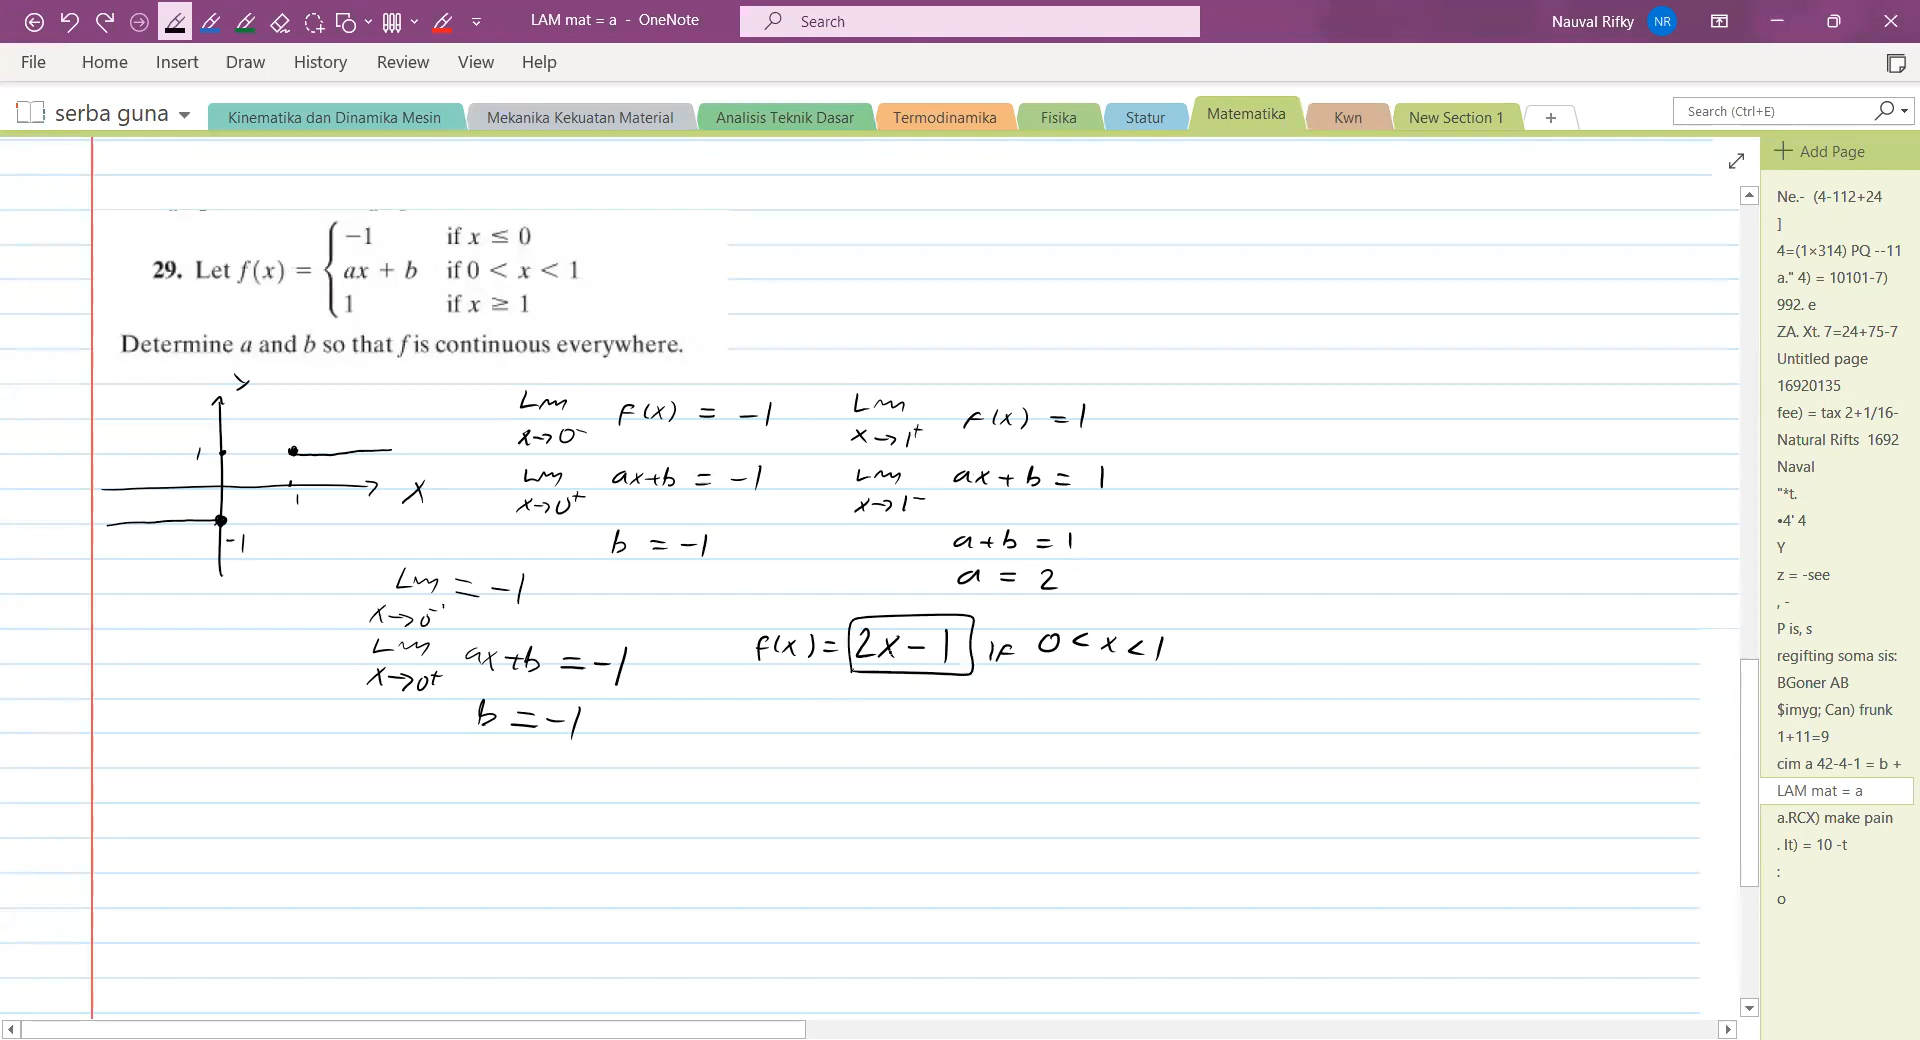 LAM mat = a - OneNote
Search
Nauval Rifky
NR
File Home Insert Draw History Review View Help
serba guna
Kinematika dan Dinamika Mesin
Mekanika Kekuatan Material
Analisis Teknik Dasar
Termodinamika
Fisika
Statur
Matematika
Kwn
New Section 1
+
Search (Ctrl+E)
Add Page
Ne.- (4-112+24
]
4=(1×314) PQ --11
a." 4) = 10101-7)
992. e
ZA. Xt. 7=24+75-7
Untitled page
16920135
fee) = tax 2+1/16-
Natural Rifts 1692
Naval
"*t.
•4' 4
Y
z = -see
, -
P is, s
regifting soma sis:
BGoner AB
$imyg; Can) frunk
1+11=9
cim a 42-4-1 = b +
LAM mat = a
a.RCX) make pain
. It) = 10 -t
:
o
29. Let f(x) = { -1 if x ≤ 0
ax + b if 0 < x < 1
1 if x ≥ 1
Determine a and b so that f is continuous everywhere.
y
1
1
X
-1
Lim x→0⁻ f(x) = -1
Lim x→0⁺ ax+b = -1
b = -1
Lim x→1⁺ f(x) = 1
Lim x→1⁻ ax+b = 1
a+b = 1
a = 2
Lim x→0⁻ = -1
Lim x→0⁺ ax+b = -1
b = -1
f(x) = 2x-1 if 0 < x < 1